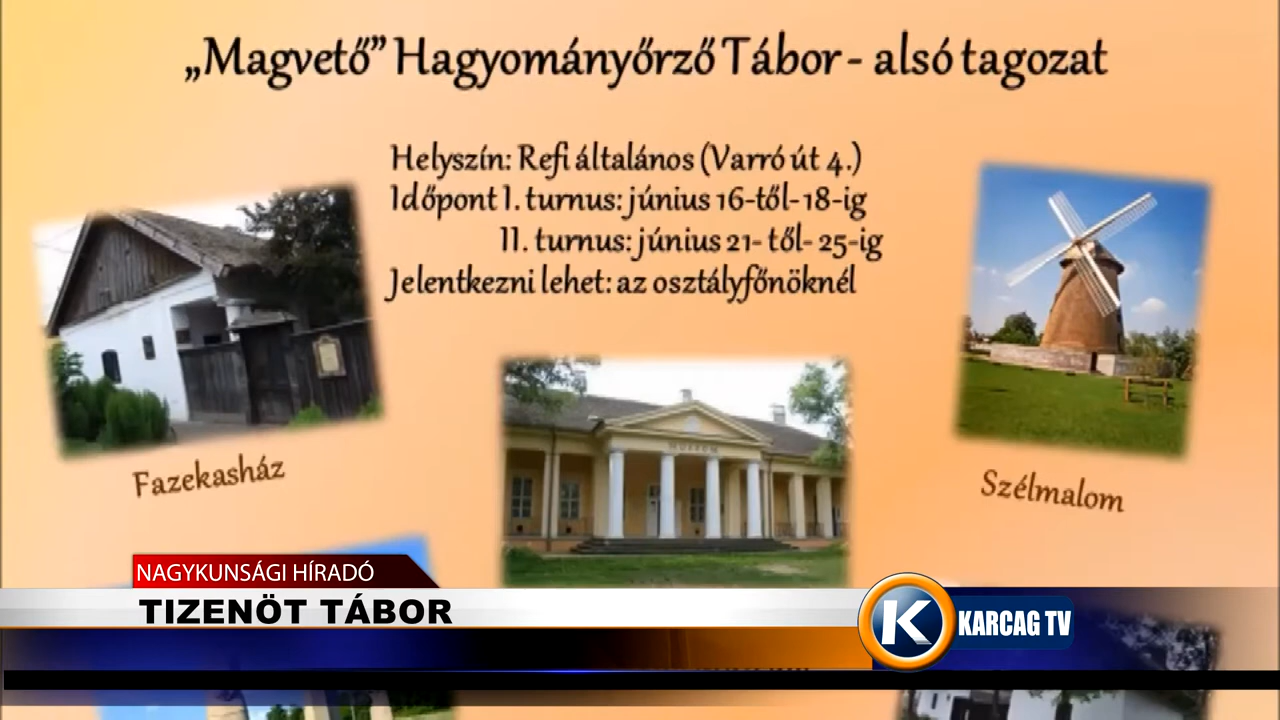 „Magvető” Hagyományőrző Tábor - alsó tagozat
Helyszín: Refi általános (Varró út 4.)
Időpont I. turnus: június 16-től- 18-ig
II. turnus: június 21- től- 25-ig
Jelentkezni lehet: az osztályfőnöknél
Fazekasház
Szélmalom
NAGYKUNSÁGI HÍRADÓ
TIZENÖT TÁBOR
K KARCAG TV